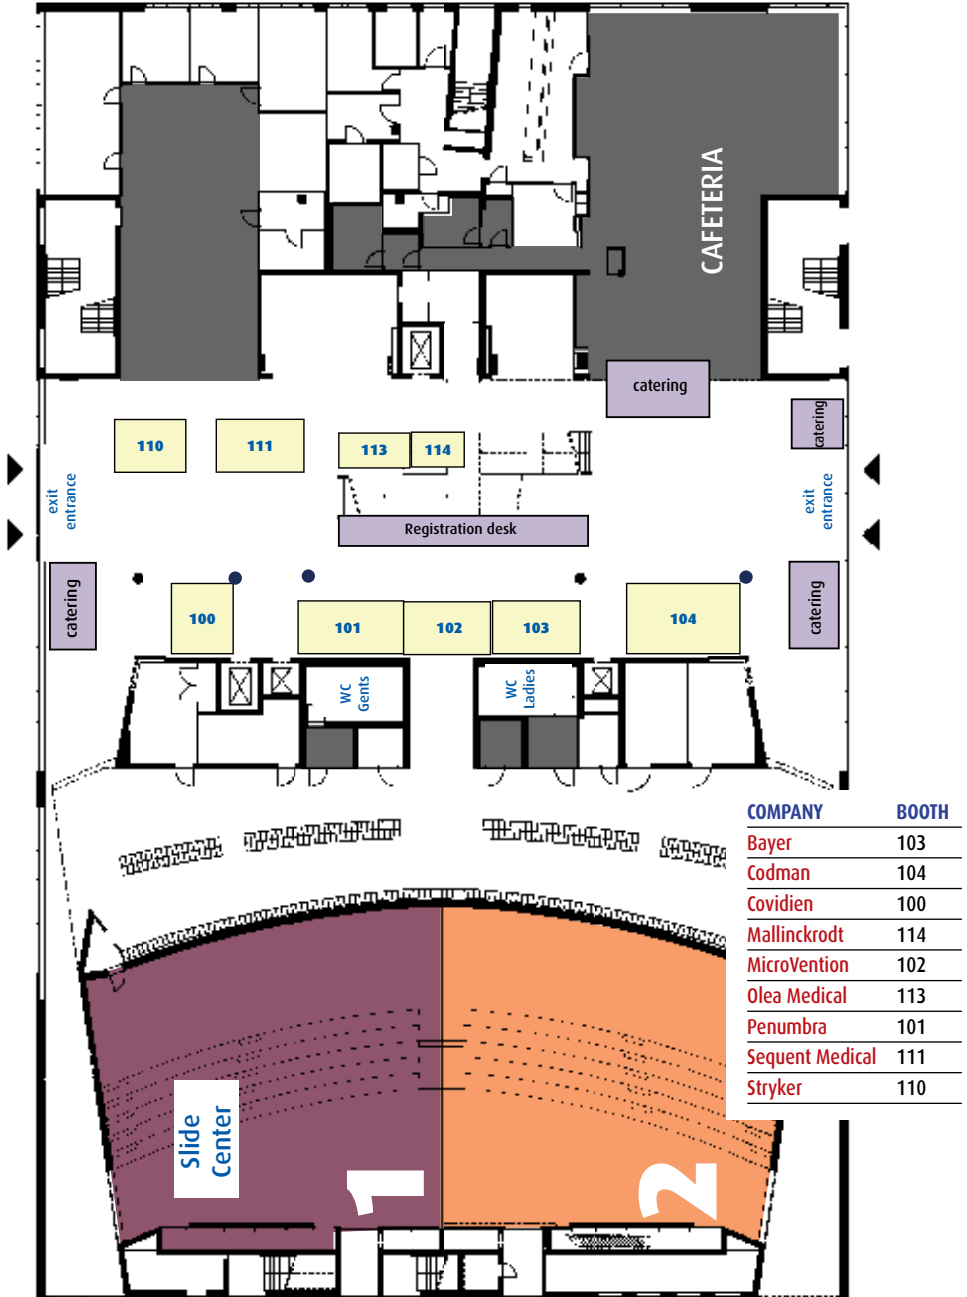 CAFETERIA
catering
catering
110
111
113
114
exit
entrance
exit
entrance
Registration desk
catering
100
101
102
103
104
catering
WC
Gents
WC
Ladies
COMPANY BOOTH
Bayer 103
Codman 104
Covidien 100
Mallinckrodt 114
MicroVention 102
Olea Medical 113
Penumbra 101
Sequent Medical 111
Stryker 110
Slide
Center
1
2